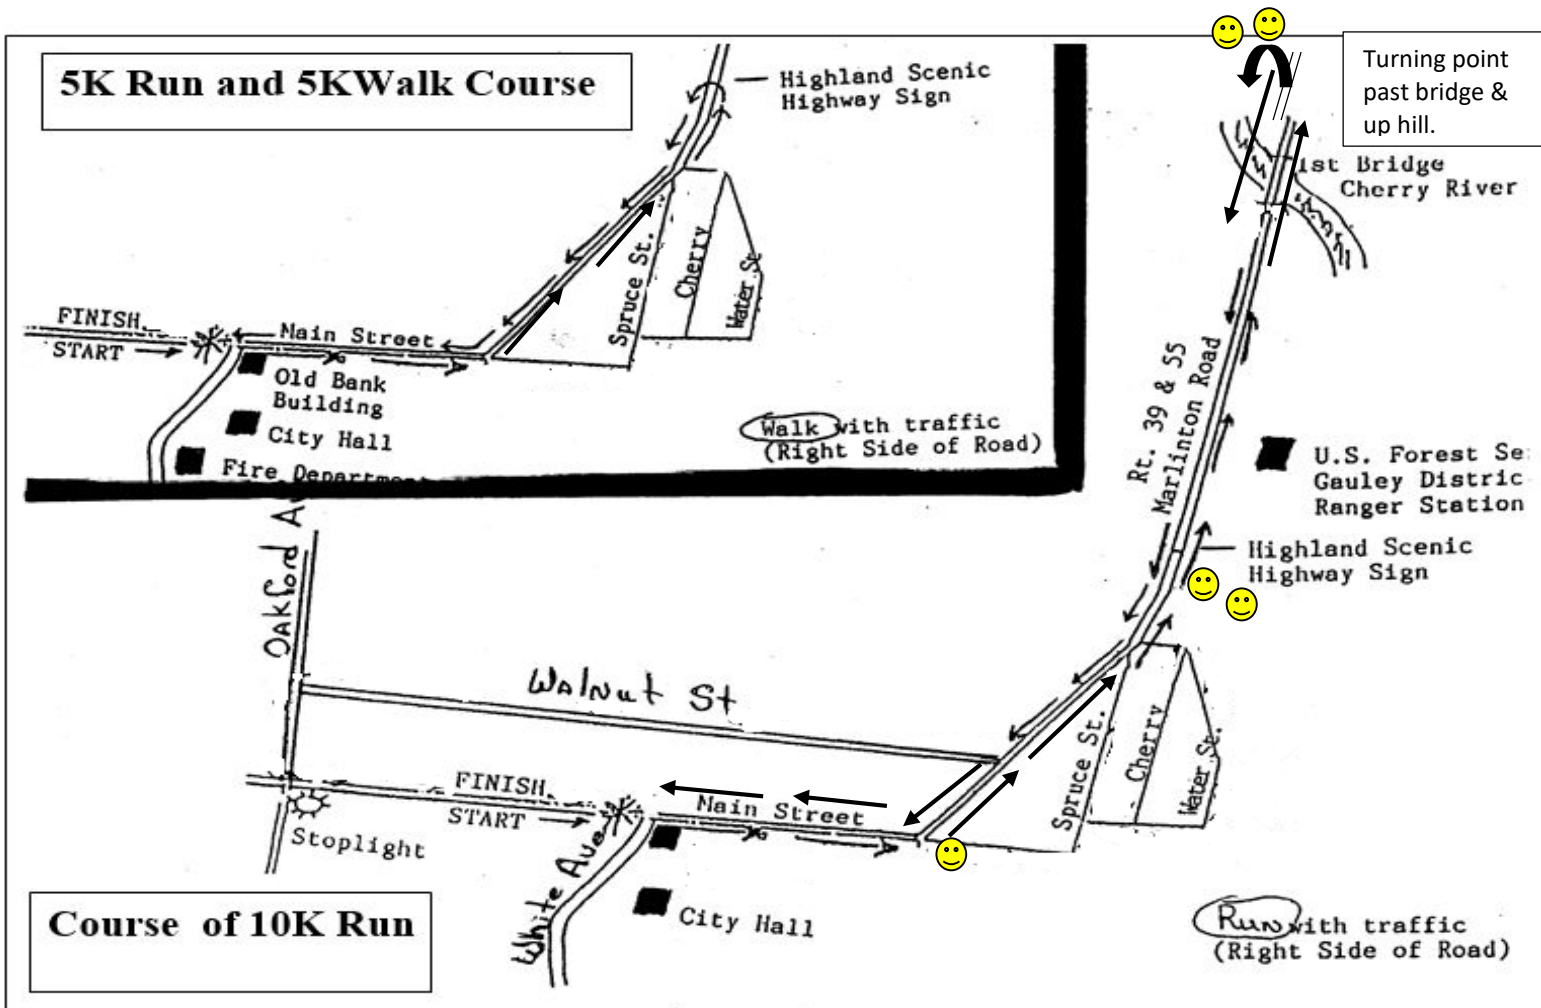 5K Run and 5KWalk Course
Highland Scenic
Highway Sign
Turning point
past bridge &
up hill.
1st Bridge
Cherry River
Spruce St.
Cherry
Water St
FINISH
START
Main Street
Old Bank
Building
City Hall
Fire Department
Walk with traffic
(Right Side of Road)
Rt. 39 & 55
Marlinton Road
U.S. Forest Se
Gauley Distric
Ranger Station
Highland Scenic
Highway Sign
Oakford A
Walnut St
Spruce St.
Cherry
Water St.
FINISH
START
Main Street
Stoplight
White Ave
City Hall
Course of 10K Run
Run with traffic
(Right Side of Road)